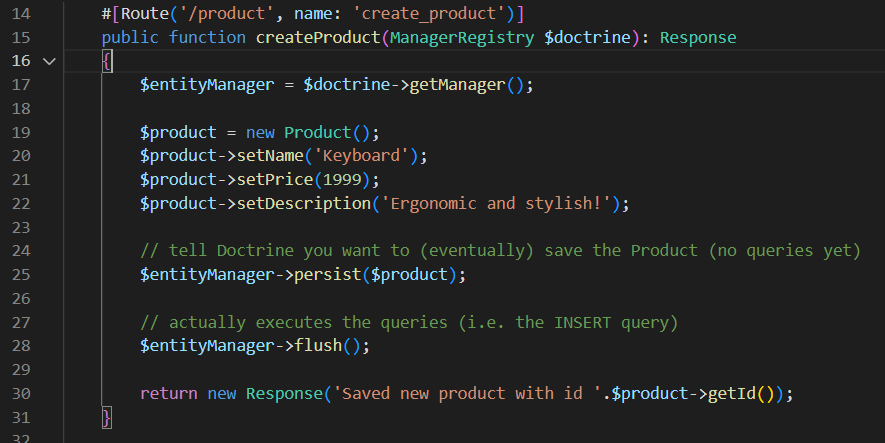 14 #[Route('/product', name: 'create_product')]
15 public function createProduct(ManagerRegistry $doctrine): Response
16 {
17 $entityManager = $doctrine->getManager();
18
19 $product = new Product();
20 $product->setName('Keyboard');
21 $product->setPrice(1999);
22 $product->setDescription('Ergonomic and stylish!');
23
24 // tell Doctrine you want to (eventually) save the Product (no queries yet)
25 $entityManager->persist($product);
26
27 // actually executes the queries (i.e. the INSERT query)
28 $entityManager->flush();
29
30 return new Response('Saved new product with id '.$product->getId());
31 }
32